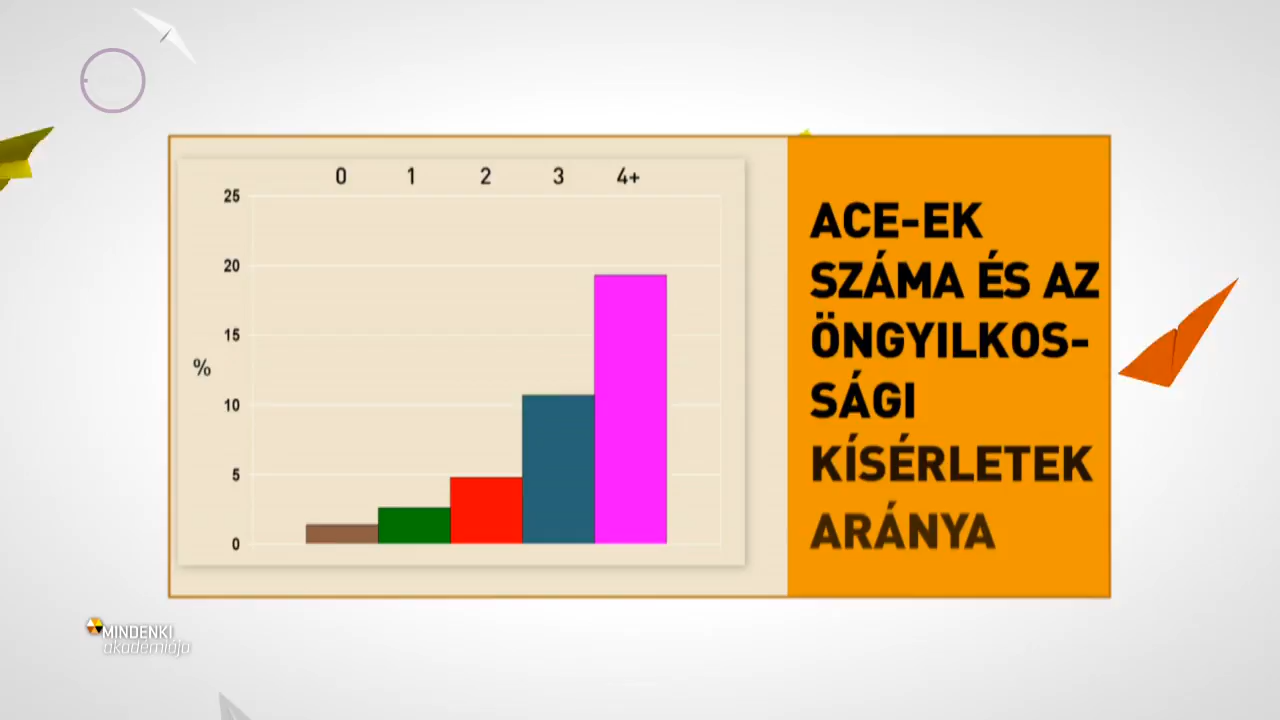 0 1 2 3 4+
25
20
15
%
10
5
0
ACE-EK
SZÁMA ÉS AZ
ÖNGYILKOS-
SÁGI
KÍSÉRLETEK
ARÁNYA
MINDENKI
akadémiája